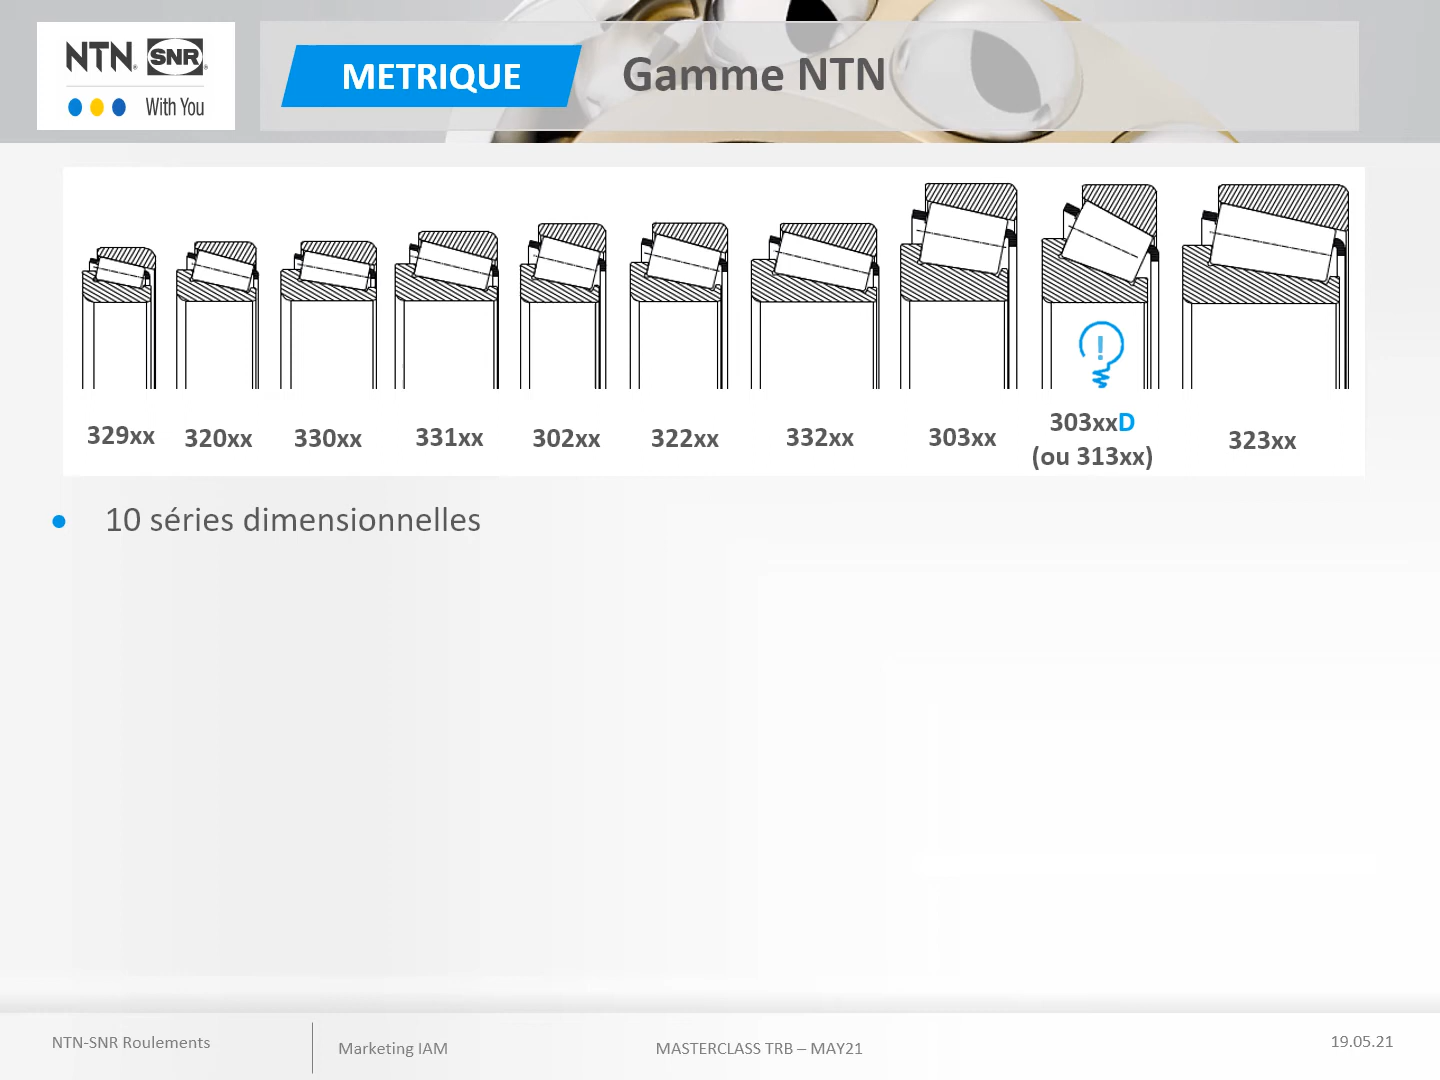 NTN SNR
With You
METRIQUE
Gamme NTN
329xx 320xx 330xx 331xx 302xx 322xx 332xx 303xx 303xxD 323xx
(ou 313xx)
10 séries dimensionnelles
NTN-SNR Roulements
Marketing IAM
MASTERCLASS TRB – MAY21
19.05.21